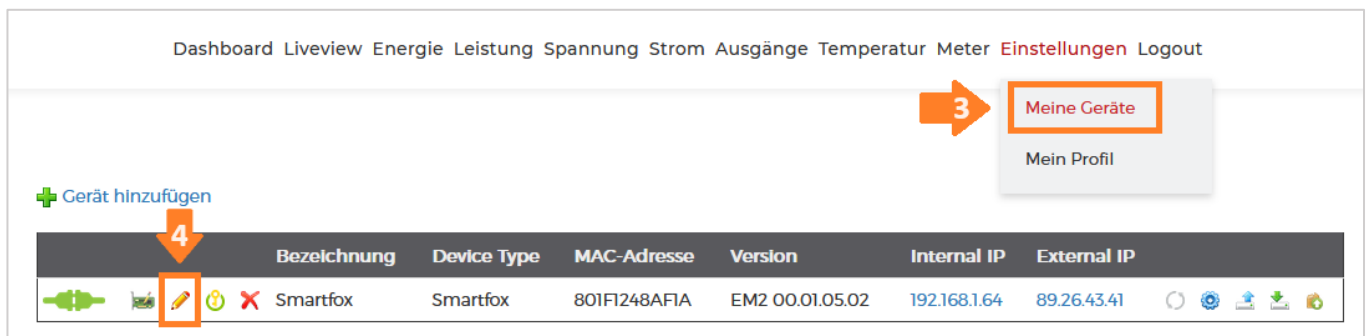 Dashboard Liveview Energie Leistung Spannung Strom Ausgänge Temperatur Meter Einstellungen Logout
3 Meine Geräte
Mein Profil
Gerät hinzufügen
4
Bezeichnung Device Type MAC-Adresse Version Internal IP External IP
Smartfox Smartfox 801F1248AF1A EM2 00.01.05.02 192.168.1.64 89.26.43.41